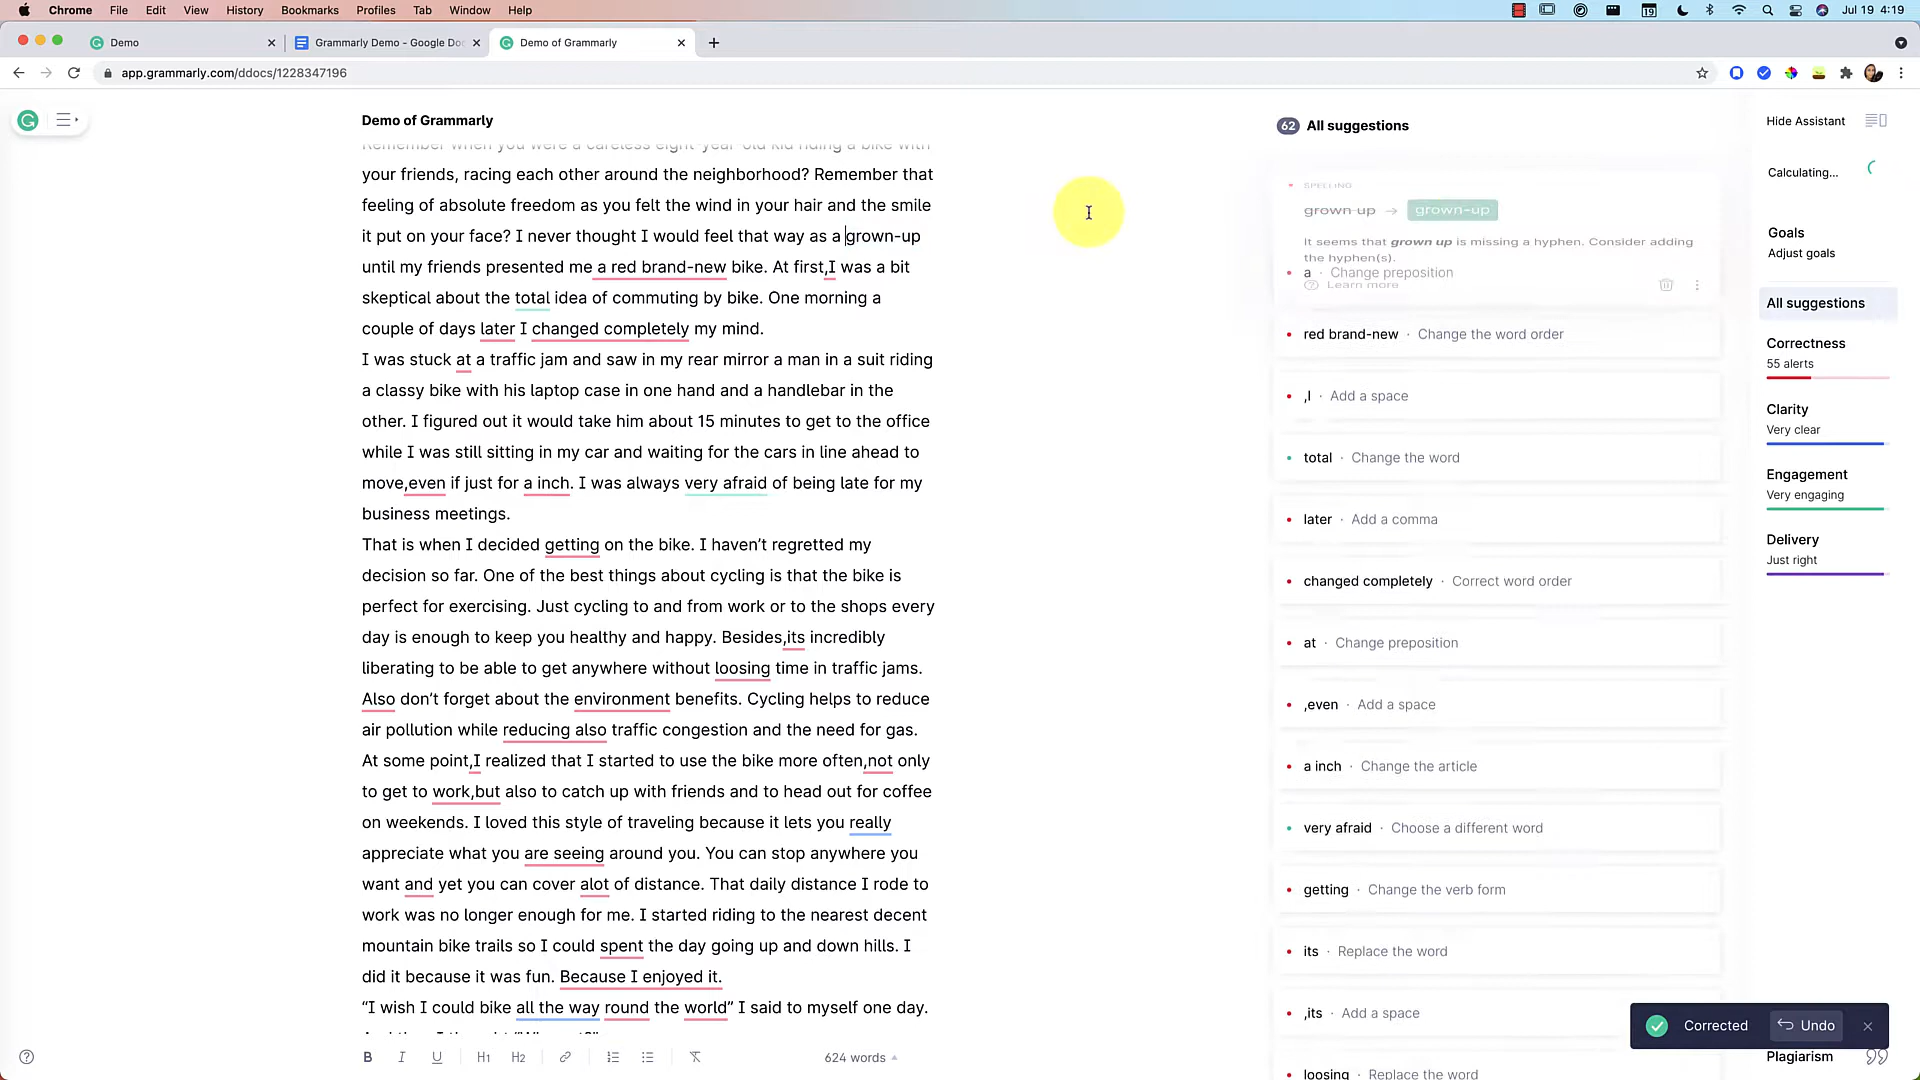 Chrome File Edit View History Bookmarks Profiles Tab Window Help
19
Jul 19 4:19
Demo
Grammarly Demo - Google Do
Demo of Grammarly
app.grammarly.com/ddocs/1228347196
Demo of Grammarly
Remember when you were a careless eight-year-old kid riding a bike with
your friends, racing each other around the neighborhood? Remember that
feeling of absolute freedom as you felt the wind in your hair and the smile
it put on your face? I never thought I would feel that way as a grown-up
until my friends presented me a red brand-new bike. At first,I was a bit
skeptical about the total idea of commuting by bike. One morning a
couple of days later I changed completely my mind.
I was stuck at a traffic jam and saw in my rear mirror a man in a suit riding
a classy bike with his laptop case in one hand and a handlebar in the
other. I figured out it would take him about 15 minutes to get to the office
while I was still sitting in my car and waiting for the cars in line ahead to
move,even if just for a inch. I was always very afraid of being late for my
business meetings.
That is when I decided getting on the bike. I haven’t regretted my
decision so far. One of the best things about cycling is that the bike is
perfect for exercising. Just cycling to and from work or to the shops every
day is enough to keep you healthy and happy. Besides,its incredibly
liberating to be able to get anywhere without loosing time in traffic jams.
Also don’t forget about the environment benefits. Cycling helps to reduce
air pollution while reducing also traffic congestion and the need for gas.
At some point,I realized that I started to use the bike more often,not only
to get to work,but also to catch up with friends and to head out for coffee
on weekends. I loved this style of traveling because it lets you really
appreciate what you are seeing around you. You can stop anywhere you
want and yet you can cover alot of distance. That daily distance I rode to
work was no longer enough for me. I started riding to the nearest decent
mountain bike trails so I could spent the day going up and down hills. I
did it because it was fun. Because I enjoyed it.
“I wish I could bike all the way round the world” I said to myself one day.
B I U H1 H2
624 words
62 All suggestions
SPELLING
grown up → grown-up
It seems that grown up is missing a hyphen. Consider adding
the hyphen(s).
a · Change preposition
Learn more
red brand-new · Change the word order
,I · Add a space
total · Change the word
later · Add a comma
changed completely · Correct word order
at · Change preposition
,even · Add a space
a inch · Change the article
very afraid · Choose a different word
getting · Change the verb form
its · Replace the word
,its · Add a space
loosing · Replace the word
Hide Assistant
Calculating...
Goals
Adjust goals
All suggestions
Correctness
55 alerts
Clarity
Very clear
Engagement
Very engaging
Delivery
Just right
Corrected Undo
Plagiarism